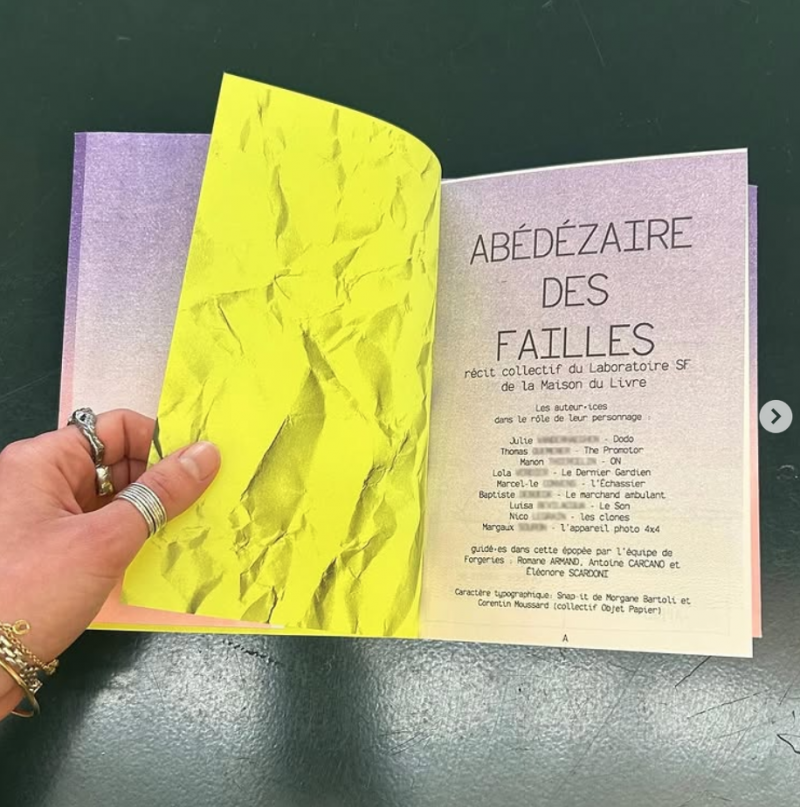 ABÉDÉZAIRE
DES
FAILLES
récit collectif du Laboratoire SF
de la Maison du Livre
Les auteur·ices
dans le rôle de leur personnage :
Julie - Dodo
Thomas - The Promotor
Manon - ON
Lola - Le Dernier Gardien
Marcel·le - l'Échassier
Baptiste - Le marchand ambulant
Luisa - Le Son
Nico - les clones
Margaux - l'appareil photo 4x4
guidé·es dans cette épopée par l'équipe de
Forgeries : Romane ARMAND, Antoine CARCANO et
Éléonore SCARDONI
Caractère typographique: Snap-it de Morgane Bartoli et
Corentin Moussard (collectif Objet Papier)
A